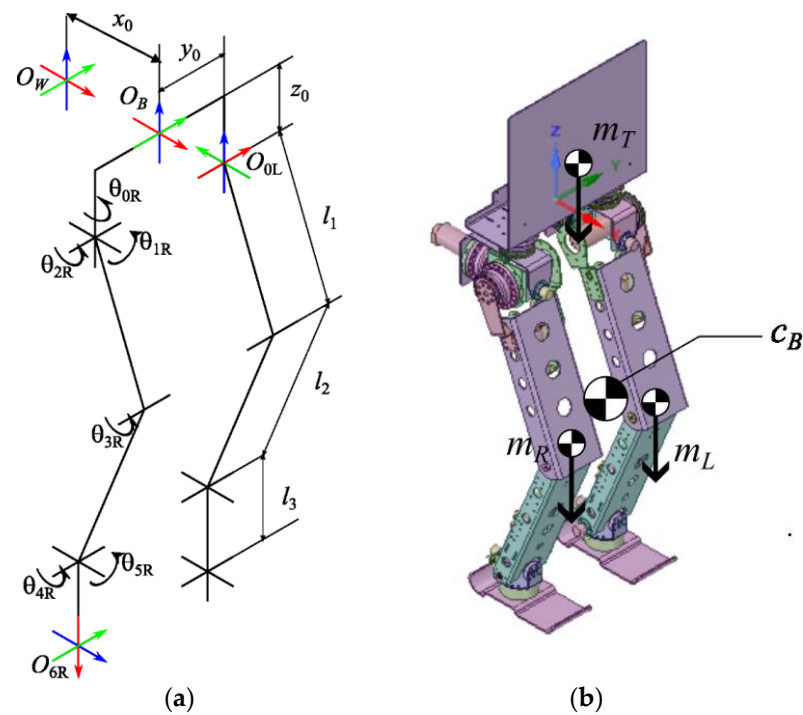 x0
y0
z0
OW
OB
O0L
θ0R
θ1R
θ2R
l1
l2
θ3R
l3
θ4R
θ5R
O6R
(a)
Z
mT
Y
X
cB
mR
mL
(b)